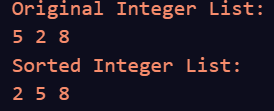 Original Integer List:
5 2 8
Sorted Integer List:
2 5 8